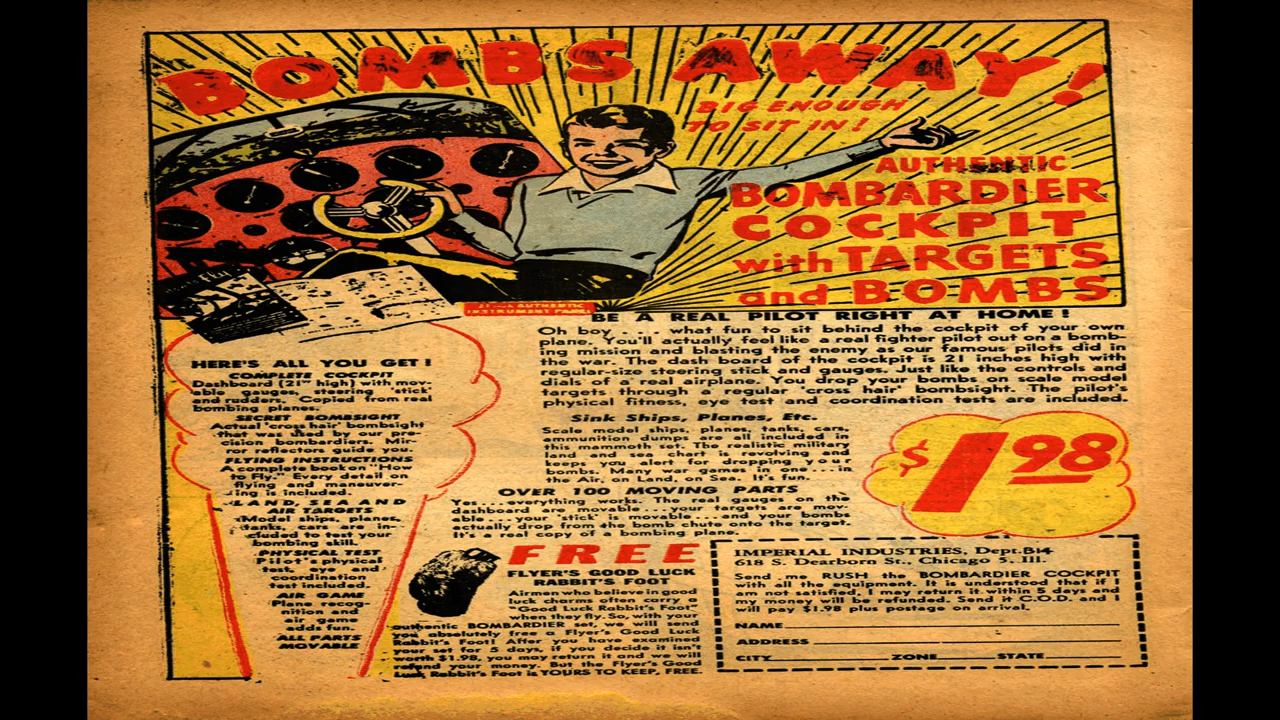 BOMBS AWAY!
BIG ENOUGH
TO SIT IN!
AUTHENTIC
BOMBARDIER
COCKPIT
with TARGETS
and BOMBS
AUTHENTIC
INSTRUMENT PANEL
BE A REAL PILOT RIGHT AT HOME!
Oh boy . . . what fun to sit behind the cockpit of your own
plane. You'll actually feel like a real fighter pilot out on a bomb-
ing mission and blasting the enemy as our famous pilots did in
the war. The dash board of the cockpit is 21 inches high with
regular-size steering stick and gauges. Just like the controls and
dials of a real airplane. You drop your bombs on scale model
targets through a regular 'cross hair' bombsight. The pilot's
physical fitness, eye test and coordination tests are included.
Sink Ships, Planes, Etc.
Scale model ships, planes, tanks, cars,
ammunition dumps are all included in
this mammoth set. The realistic military
land and sea chart is revolving and
keeps you alert for dropping your
bombs. Many war games in one...in
the Air, on Land, on Sea. It's fun.
OVER 100 MOVING PARTS
Yes...everything works. The real gauges on the
dashboard are movable...your targets are mov-
able...your 'stick' is movable...and your bombs
actually drop from the bomb chute onto the target.
It's a real copy of a bombing plane.
$1.98
HERE'S ALL YOU GET!
COMPLETE COCKPIT
Dashboard (21" high) with mov-
able gauges, steering 'stick'
and rudders. Copied from real
bombing planes.
SECRET BOMBSIGHT
Actual 'cross hair' bombsight
that was used by our pre-
cision bombardiers. Mir-
ror reflectors guide you.
FLYING INSTRUCTIONS
A complete book on "How
to Fly." Every detail on
flying and maneuver-
ing is included.
LAND SEA AND
AIR TARGETS
Model ships, planes,
tanks, cars are in-
cluded to test your
bombing skill.
PHYSICAL TEST
Pilot's physical
test, eye and
coordination
test included.
AIR GAME
Plane recog-
nition and
air game
adds fun.
ALL PARTS
MOVABLE
FREE
FLYER'S GOOD LUCK
RABBIT'S FOOT
Airmen who believe in good
luck charms often carry a
"Good Luck Rabbit's Foot"
when they fly. So, with your
authentic BOMBARDIER set, we will send
you absolutely free a Flyer's Good Luck
Rabbit's Foot! After you have examined
your set for 5 days, if you decide it isn't
worth $1.98, you may return it and we will
refund your money. But the Flyer's Good
Luck Rabbit's Foot is YOURS TO KEEP, FREE.
IMPERIAL INDUSTRIES, Dept. B14
618 S. Dearborn St., Chicago 5, Ill.
Send me RUSH the BOMBARDIER COCKPIT
with all the equipment. It is understood that if I
am not satisfied, I may return it within 5 days and
my money will be refunded. Send it C.O.D. and I
will pay $1.98 plus postage on arrival.
NAME
ADDRESS
CITY ZONE STATE